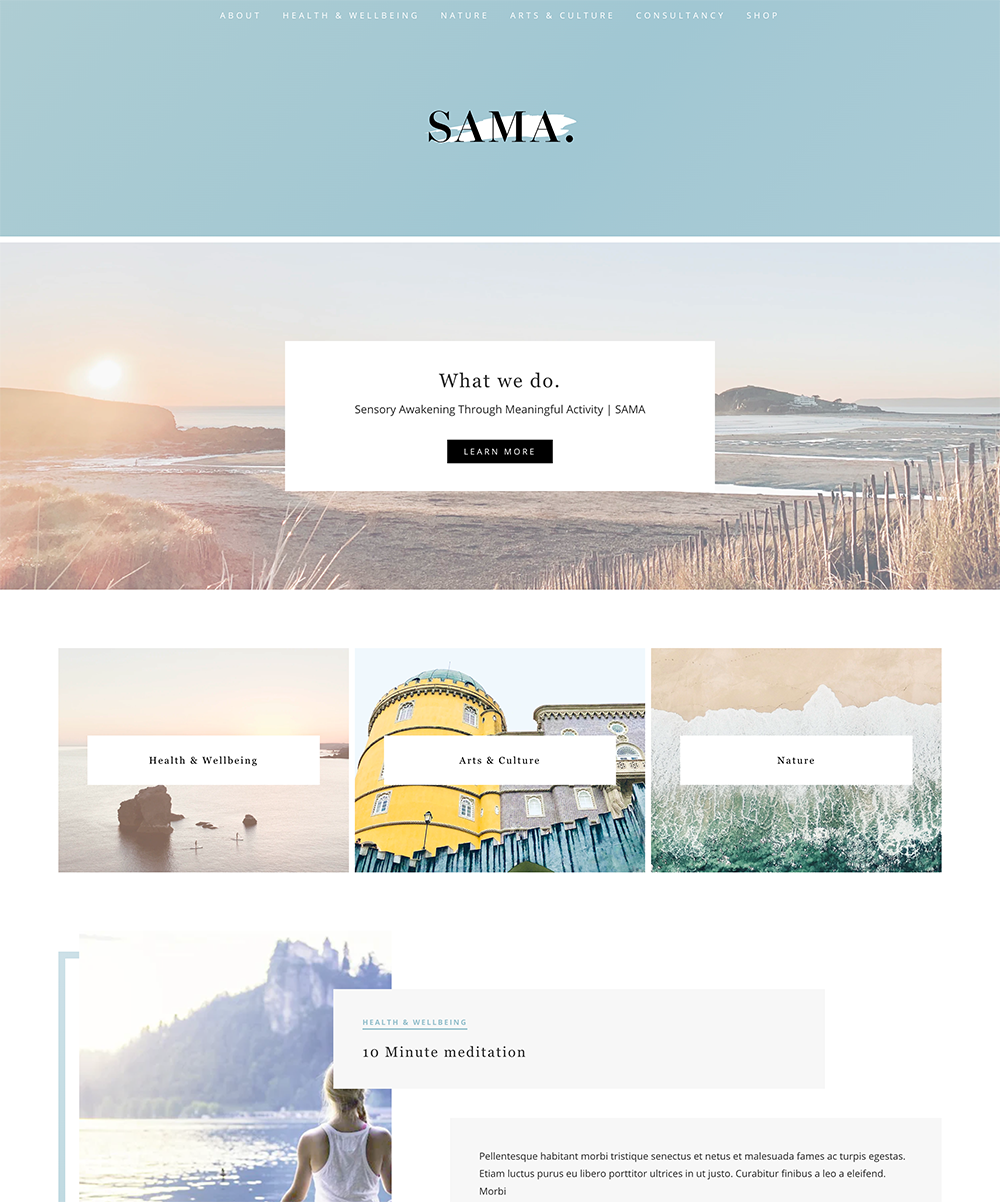 ABOUT HEALTH & WELLBEING NATURE ARTS & CULTURE CONSULTANCY SHOP
SAMA.
What we do.
Sensory Awakening Through Meaningful Activity | SAMA
LEARN MORE
Health & Wellbeing
Arts & Culture
Nature
HEALTH & WELLBEING
10 Minute meditation
Pellentesque habitant morbi tristique senectus et netus et malesuada fames ac turpis egestas.
Etiam luctus purus eu libero porttitor ultrices in ut justo. Curabitur finibus a leo a eleifend.
Morbi